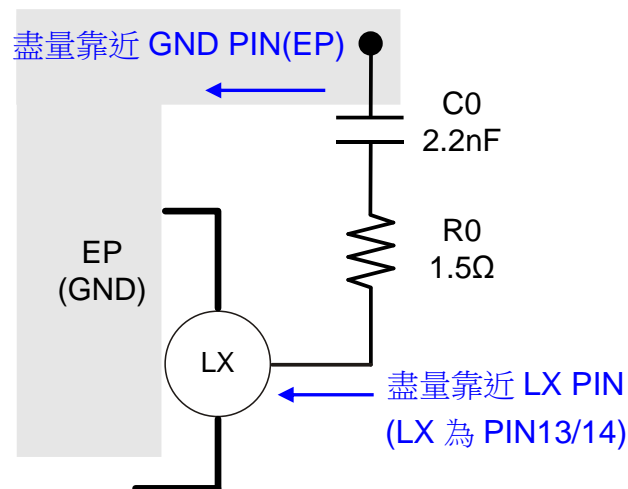 盡量靠近 GND PIN(EP)
C0
2.2nF
R0
1.5Ω
EP
(GND)
LX
盡量靠近 LX PIN
(LX 為 PIN13/14)